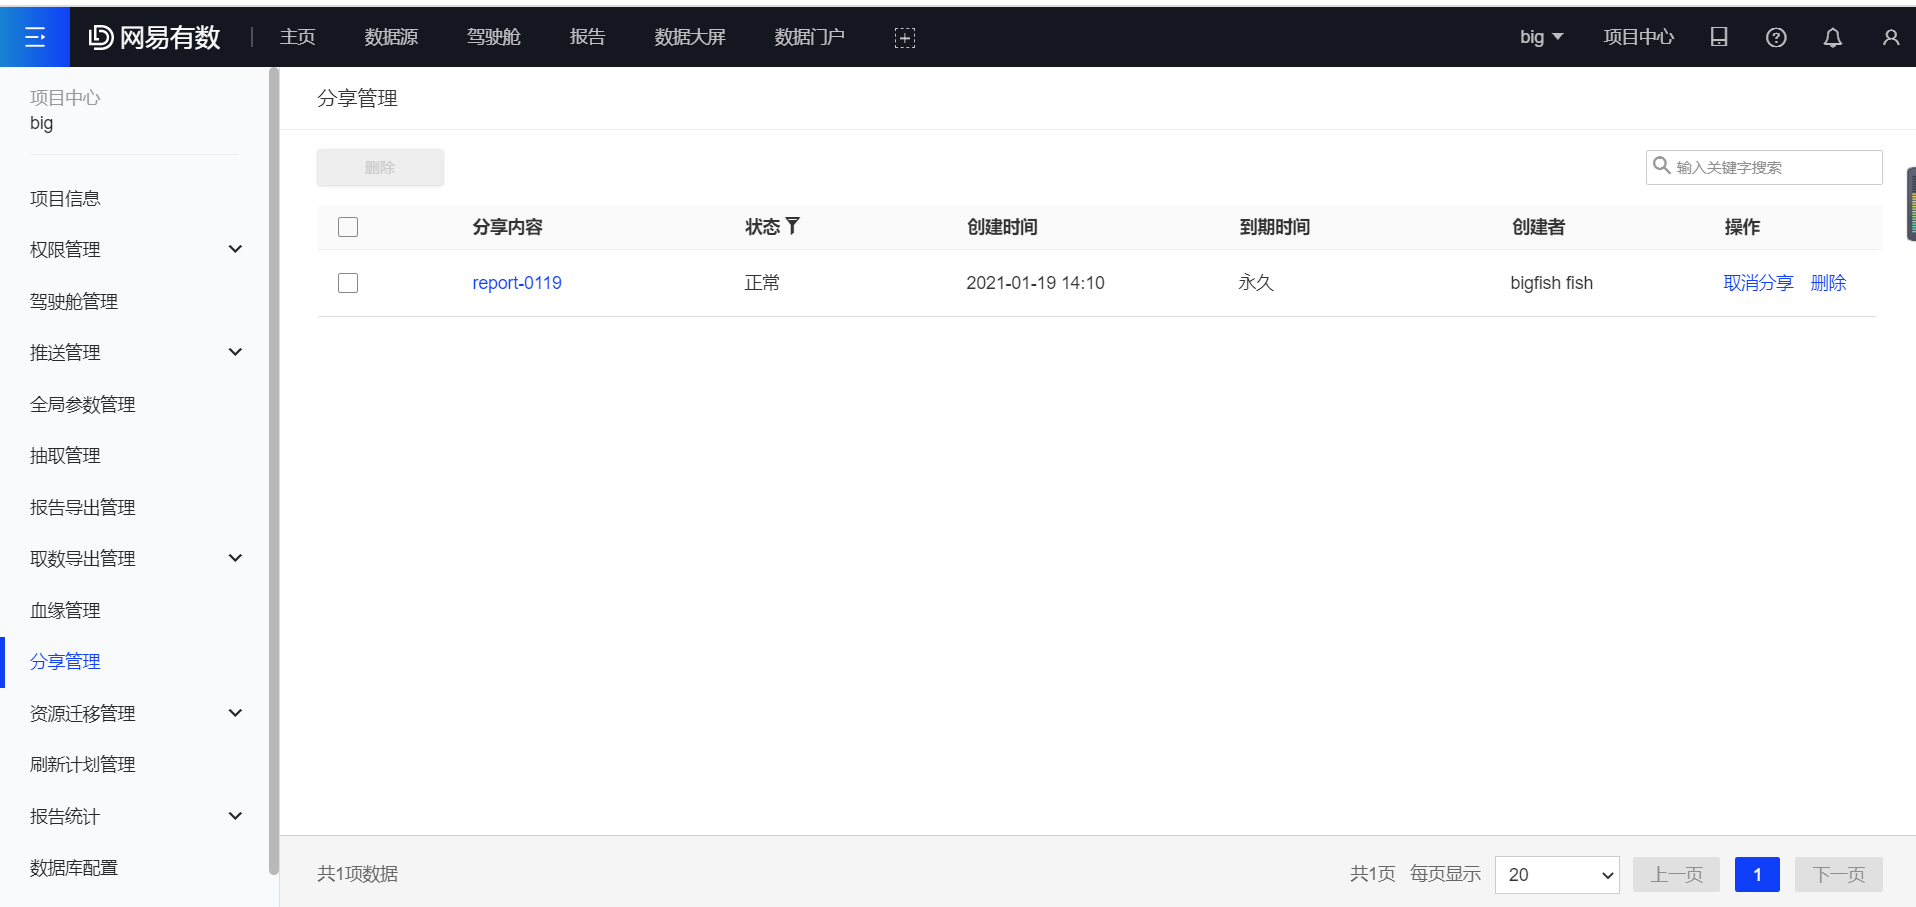 网易有数 主页 数据源 驾驶舱 报告 数据大屏 数据门户 big 项目中心
项目中心
big
项目信息
权限管理
驾驶舱管理
推送管理
全局参数管理
抽取管理
报告导出管理
取数导出管理
血缘管理
分享管理
资源迁移管理
刷新计划管理
报告统计
数据库配置
分享管理
删除 输入关键字搜索
分享内容 状态 创建时间 到期时间 创建者 操作
report-0119 正常 2021-01-19 14:10 永久 bigfish fish 取消分享 删除
共1项数据 共1页 每页显示 20 上一页 1 下一页